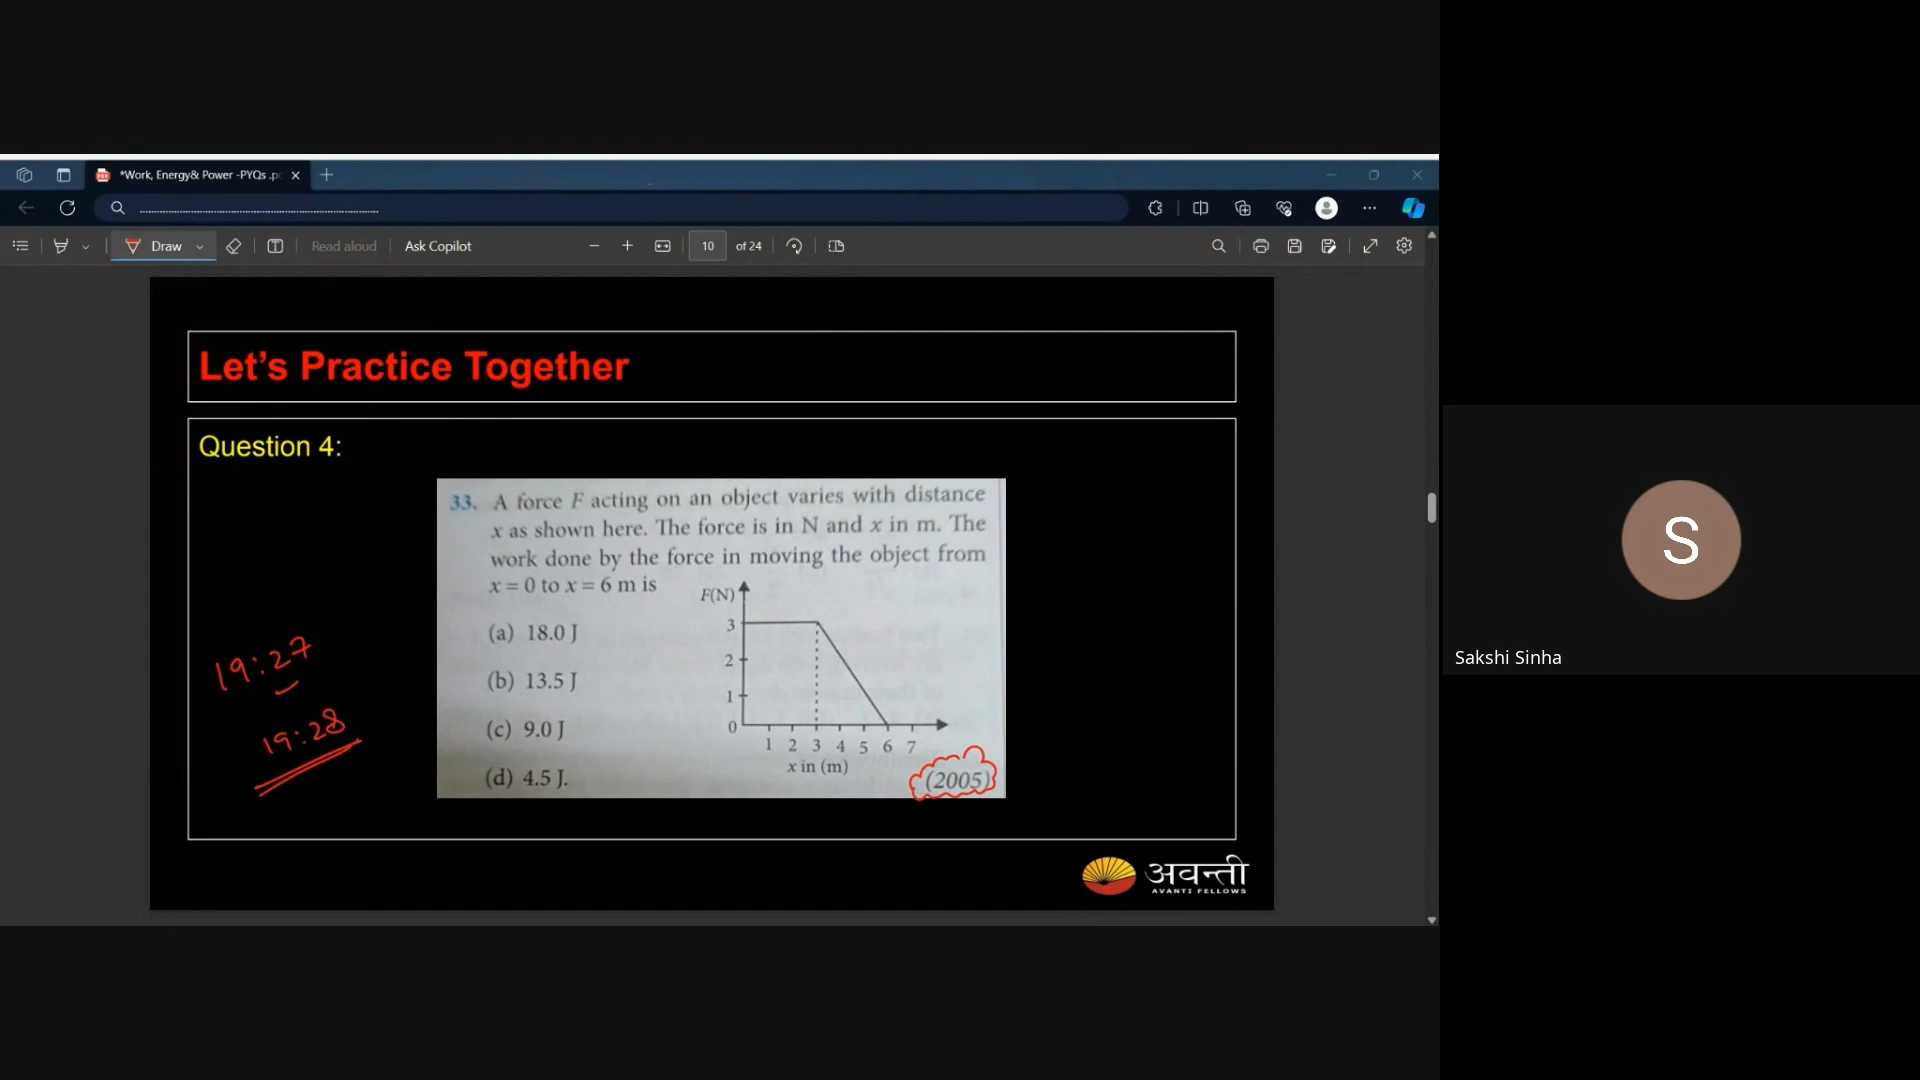 *Work, Energy& Power -PYQs .p
Draw
Read aloud
Ask Copilot
10
of 24
Let's Practice Together
Question 4:
33. A force F acting on an object varies with distance
x as shown here. The force is in N and x in m. The
work done by the force in moving the object from
x = 0 to x = 6 m is
(a) 18.0 J
(b) 13.5 J
(c) 9.0 J
(d) 4.5 J.
F(N)
3
2
1
0
1 2 3 4 5 6 7
x in (m)
(2005)
19:27
19:28
अवन्ती
AVANTI FELLOWS
S
Sakshi Sinha